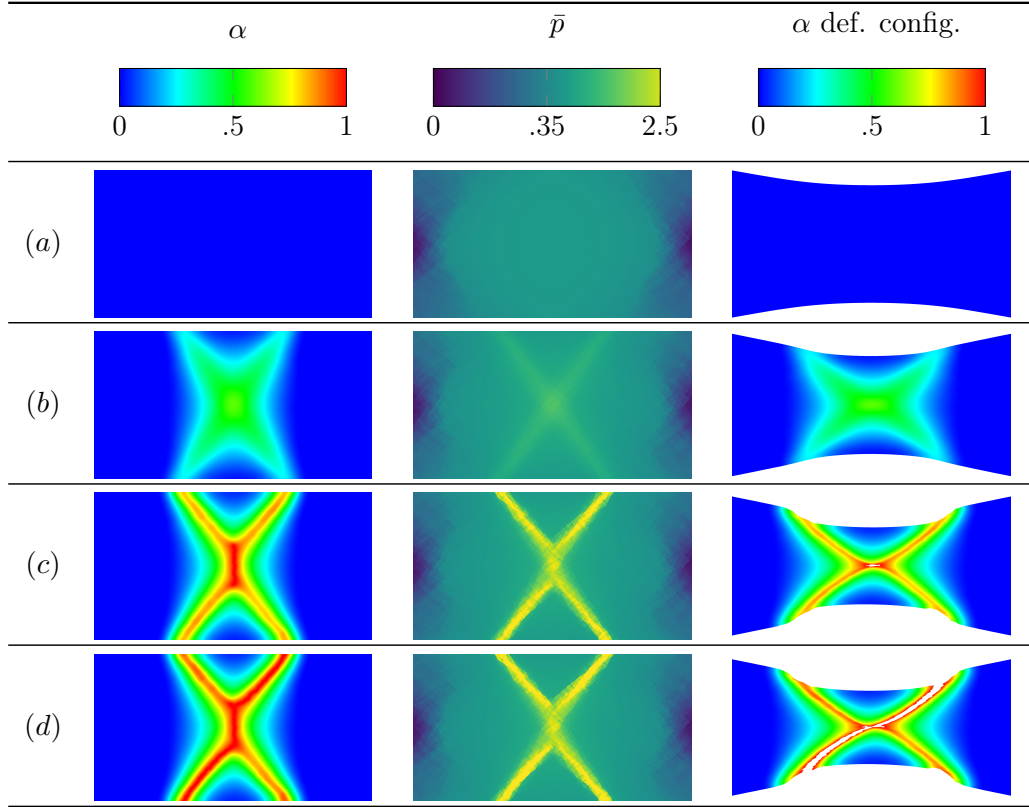 α p̄ α def. config.
0 .5 1 0 .35 2.5 0 .5 1
(a)
(b)
(c)
(d)